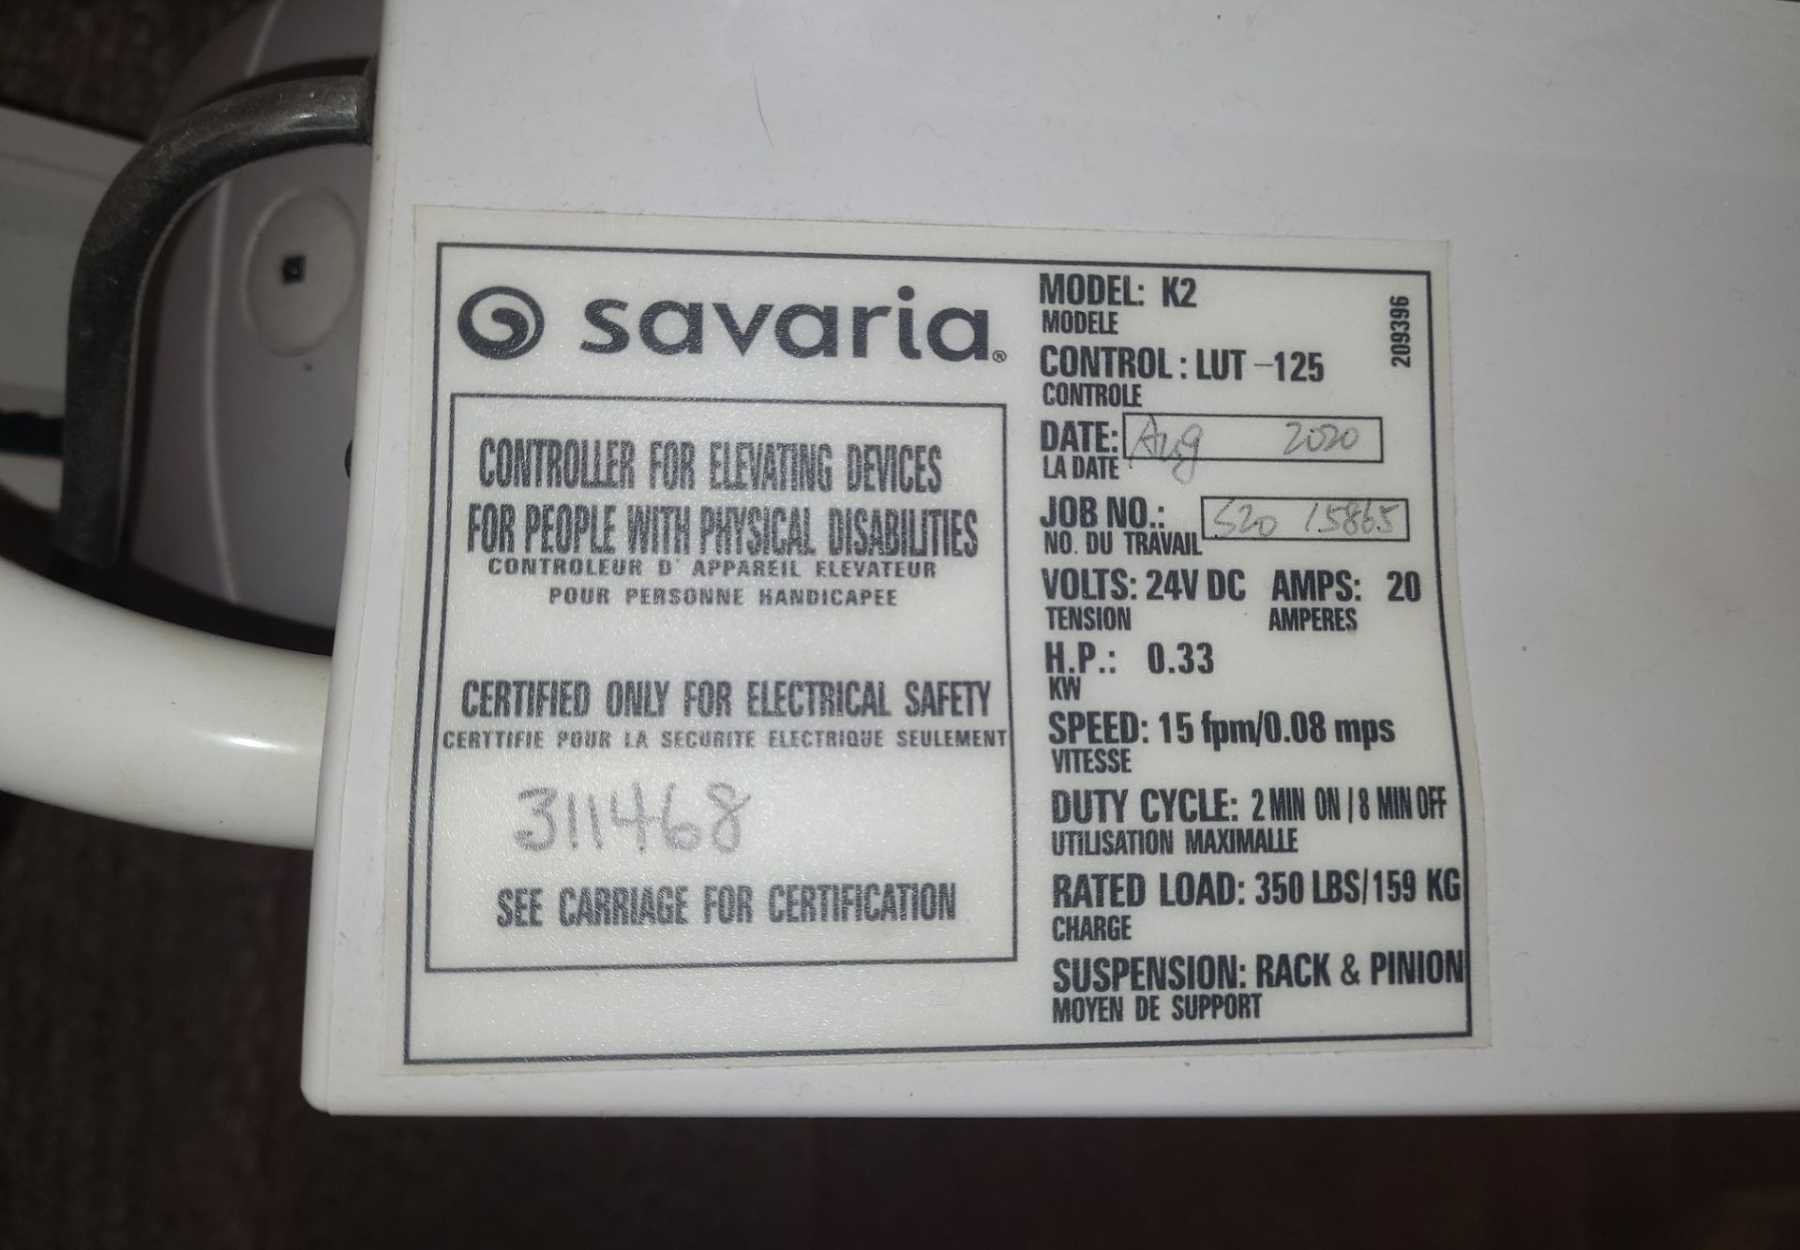 savaria®
CONTROLLER FOR ELEVATING DEVICES
FOR PEOPLE WITH PHYSICAL DISABILITIES
CONTROLEUR D' APPAREIL ELEVATEUR
POUR PERSONNE HANDICAPEE
CERTIFIED ONLY FOR ELECTRICAL SAFETY
CERTTIFIE POUR LA SECURITE ELECTRIQUE SEULEMENT
311468
SEE CARRIAGE FOR CERTIFICATION
MODEL: K2
MODELE
CONTROL: LUT-125
CONTROLE
DATE: Aug 2020
LA DATE
JOB NO.: S20 15865
NO. DU TRAVAIL
VOLTS: 24V DC AMPS: 20
TENSION AMPERES
H.P.: 0.33
KW
SPEED: 15 fpm/0.08 mps
VITESSE
DUTY CYCLE: 2 MIN ON / 8 MIN OFF
UTILISATION MAXIMALLE
RATED LOAD: 350 LBS/159 KG
CHARGE
SUSPENSION: RACK & PINION
MOYEN DE SUPPORT
209396